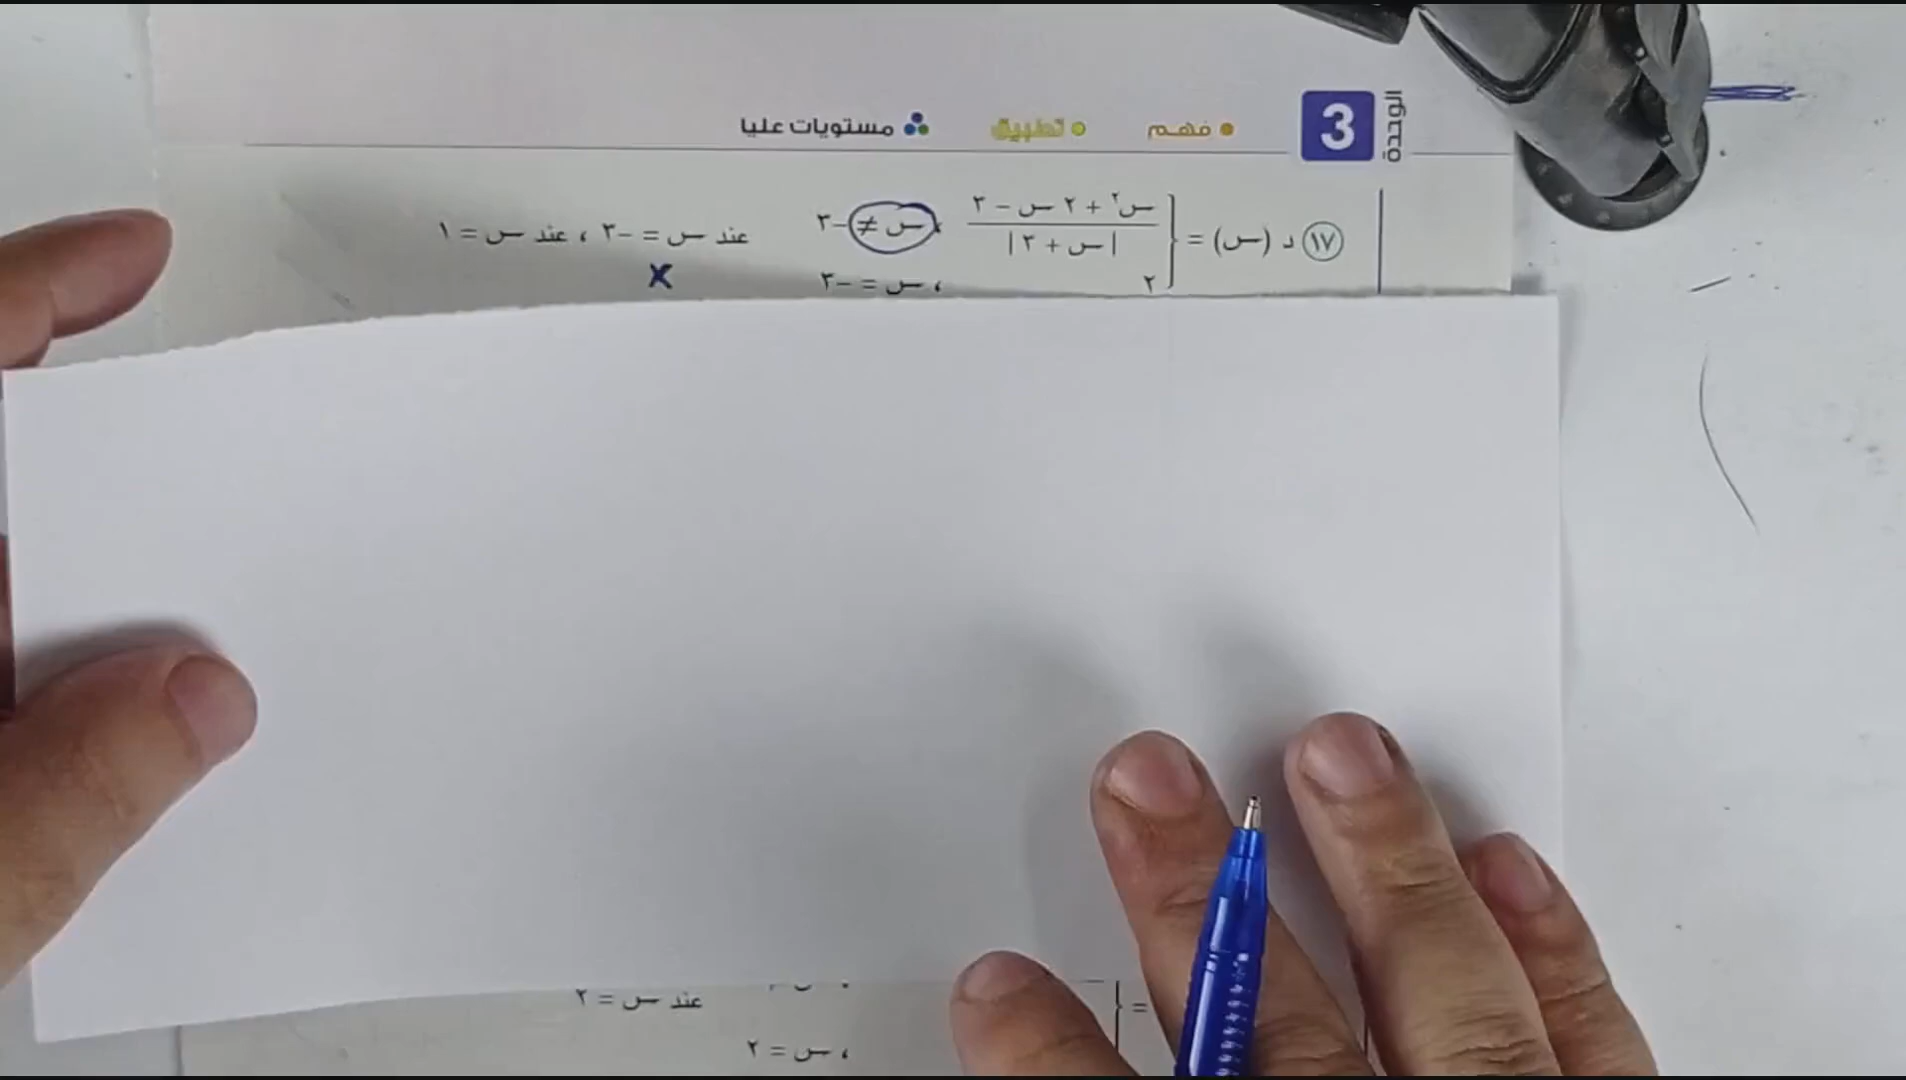 الوحدة 3 فهم تطبيق مستويات عليا
١٧ د (س) = { س٢ + ٢ س – ٣ / | س + ٣ | ، س ≠ –٣ عند س = –٣ ، عند س = ١
٢ ، س = –٣ X
= { عند س = ٢
، س = ٢